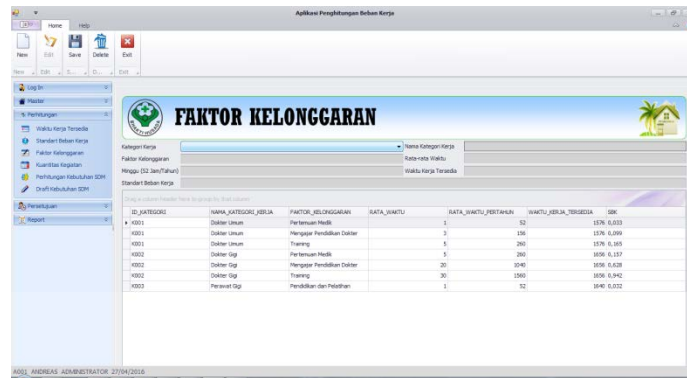 Aplikasi Penghitungan Beban Kerja
Home Help
New Edit Save Delete Exit
New Edit S... D... Exit
Log In
Master
Perhitungan
Waktu Kerja Tersedia
Standart Beban Kerja
Faktor Kelonggaran
Kuantitas Kegiatan
Perhitungan Kebutuhan SDM
Draft Kebutuhan SDM
Persetujuan
Report
FAKTOR KELONGGARAN
Kategori Kerja
Nama Kategori Kerja
Faktor Kelonggaran
Rata-rata Waktu
Minggu (52 Jam/Tahun)
Waktu Kerja Tersedia
Standart Beban Kerja
Drag a column header here to group by that column
ID_KATEGORI NAMA_KATEGORI_KERJA FAKTOR_KELONGGARAN RATA_WAKTU RATA_WAKTU_PERTAHUN WAKTU_KERJA_TERSEDIA SBK
K001 Dokter Umum Pertemuan Medik 1 52 1576 0,033
K001 Dokter Umum Mengajar Pendidikan Dokter 3 156 1576 0,099
K001 Dokter Umum Training 5 260 1576 0,165
K002 Dokter Gigi Pertemuan Medik 5 260 1656 0,157
K002 Dokter Gigi Mengajar Pendidikan Dokter 20 1040 1656 0,628
K002 Dokter Gigi Training 30 1560 1656 0,942
K003 Perawat Gigi Pendidikan dan Pelatihan 1 52 1640 0,032
A001 ANDREAS ADMINISTRATOR 27/04/2016